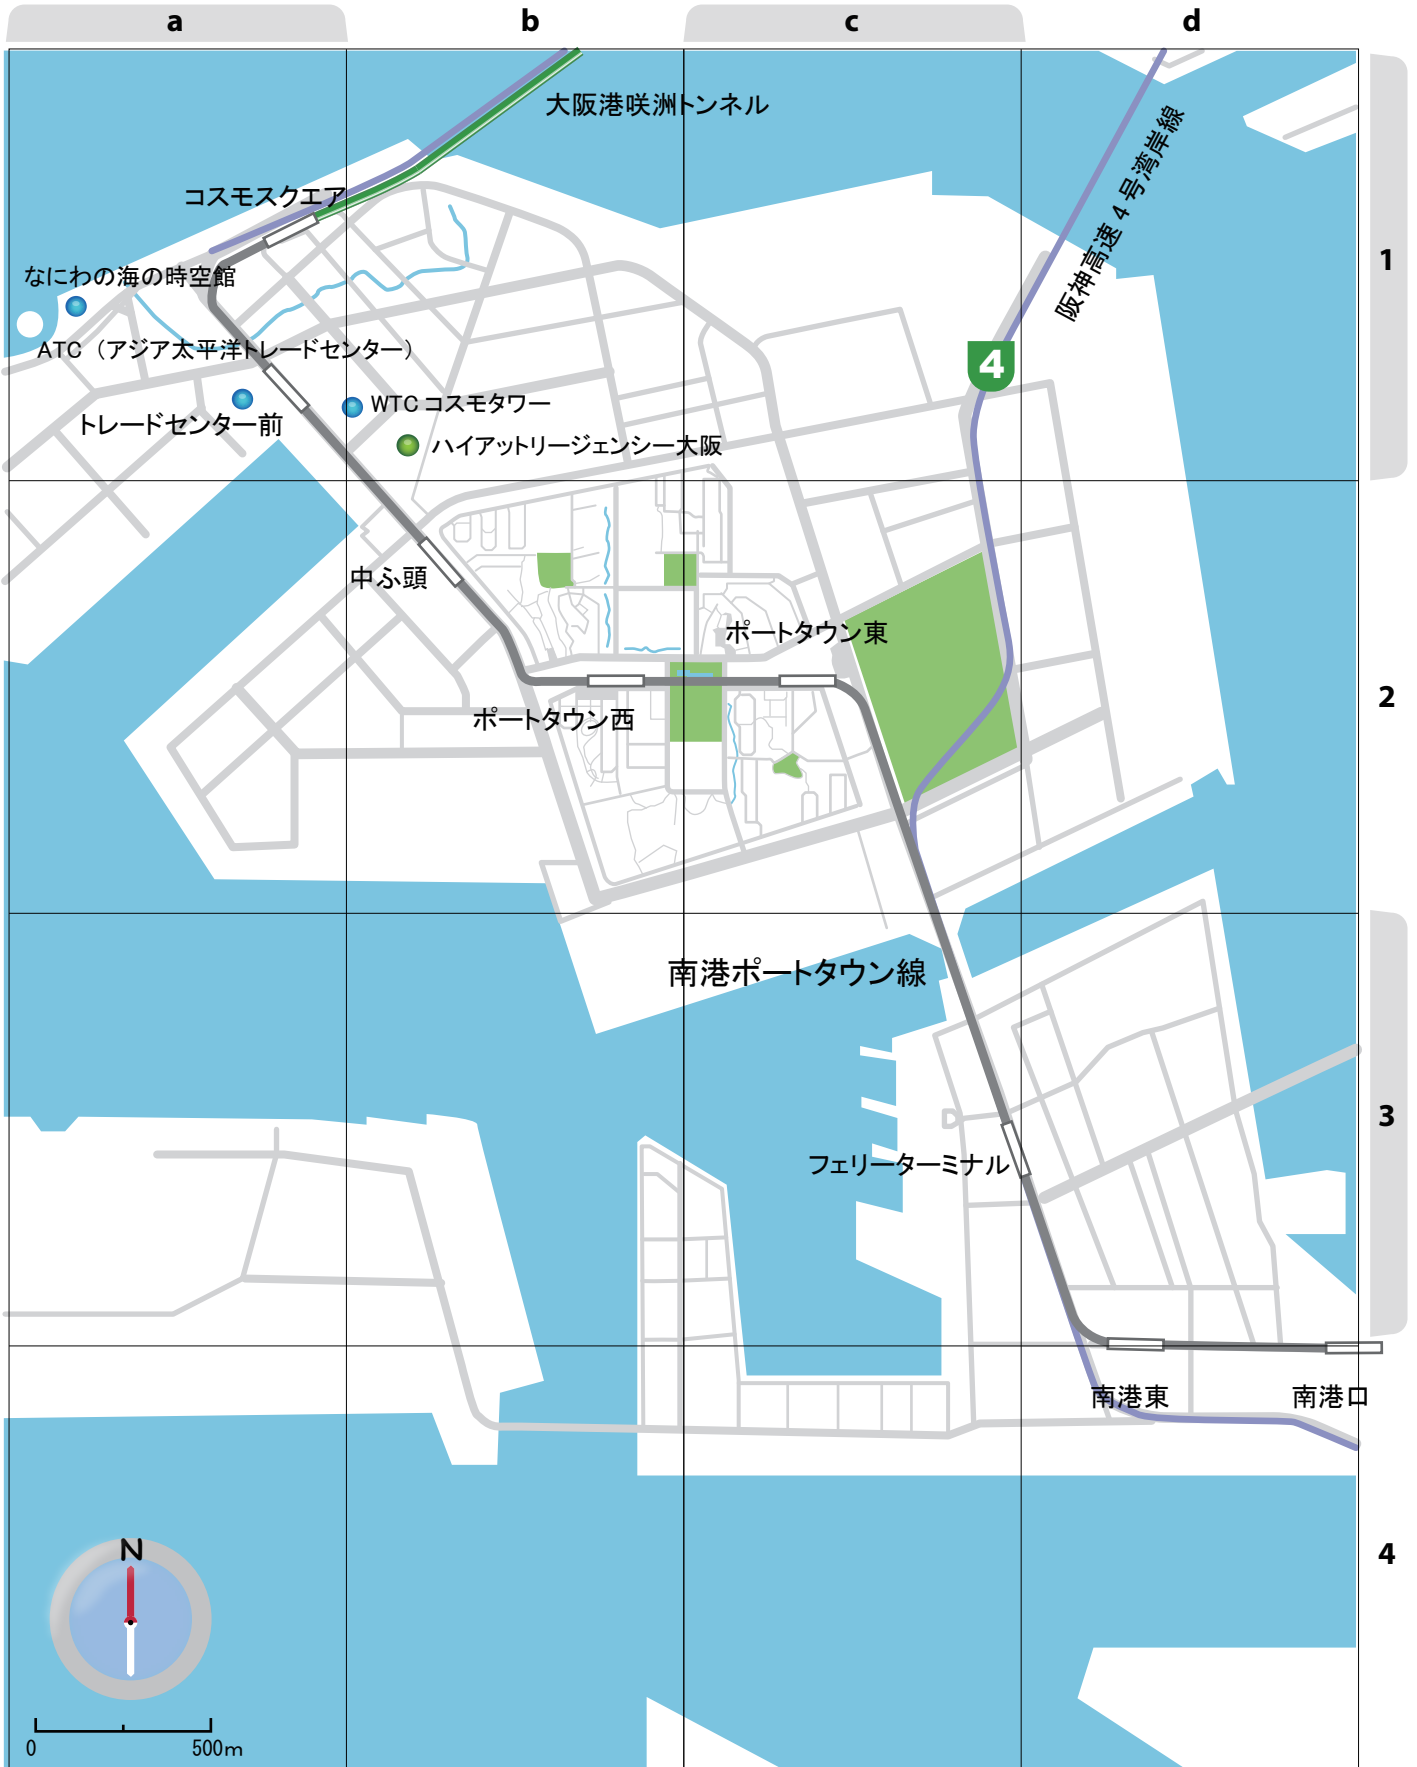 a
b
c
d
大阪港咲洲トンネル
阪神高速4号湾岸線
コスモスクエア
1
なにわの海の時空館
ATC（アジア太平洋トレードセンター）
4
WTCコスモタワー
トレードセンター前
ハイアットリージェンシー大阪
中ふ頭
ポートタウン東
2
ポートタウン西
南港ポートタウン線
3
フェリーターミナル
南港東
南港口
N
4
0
500m